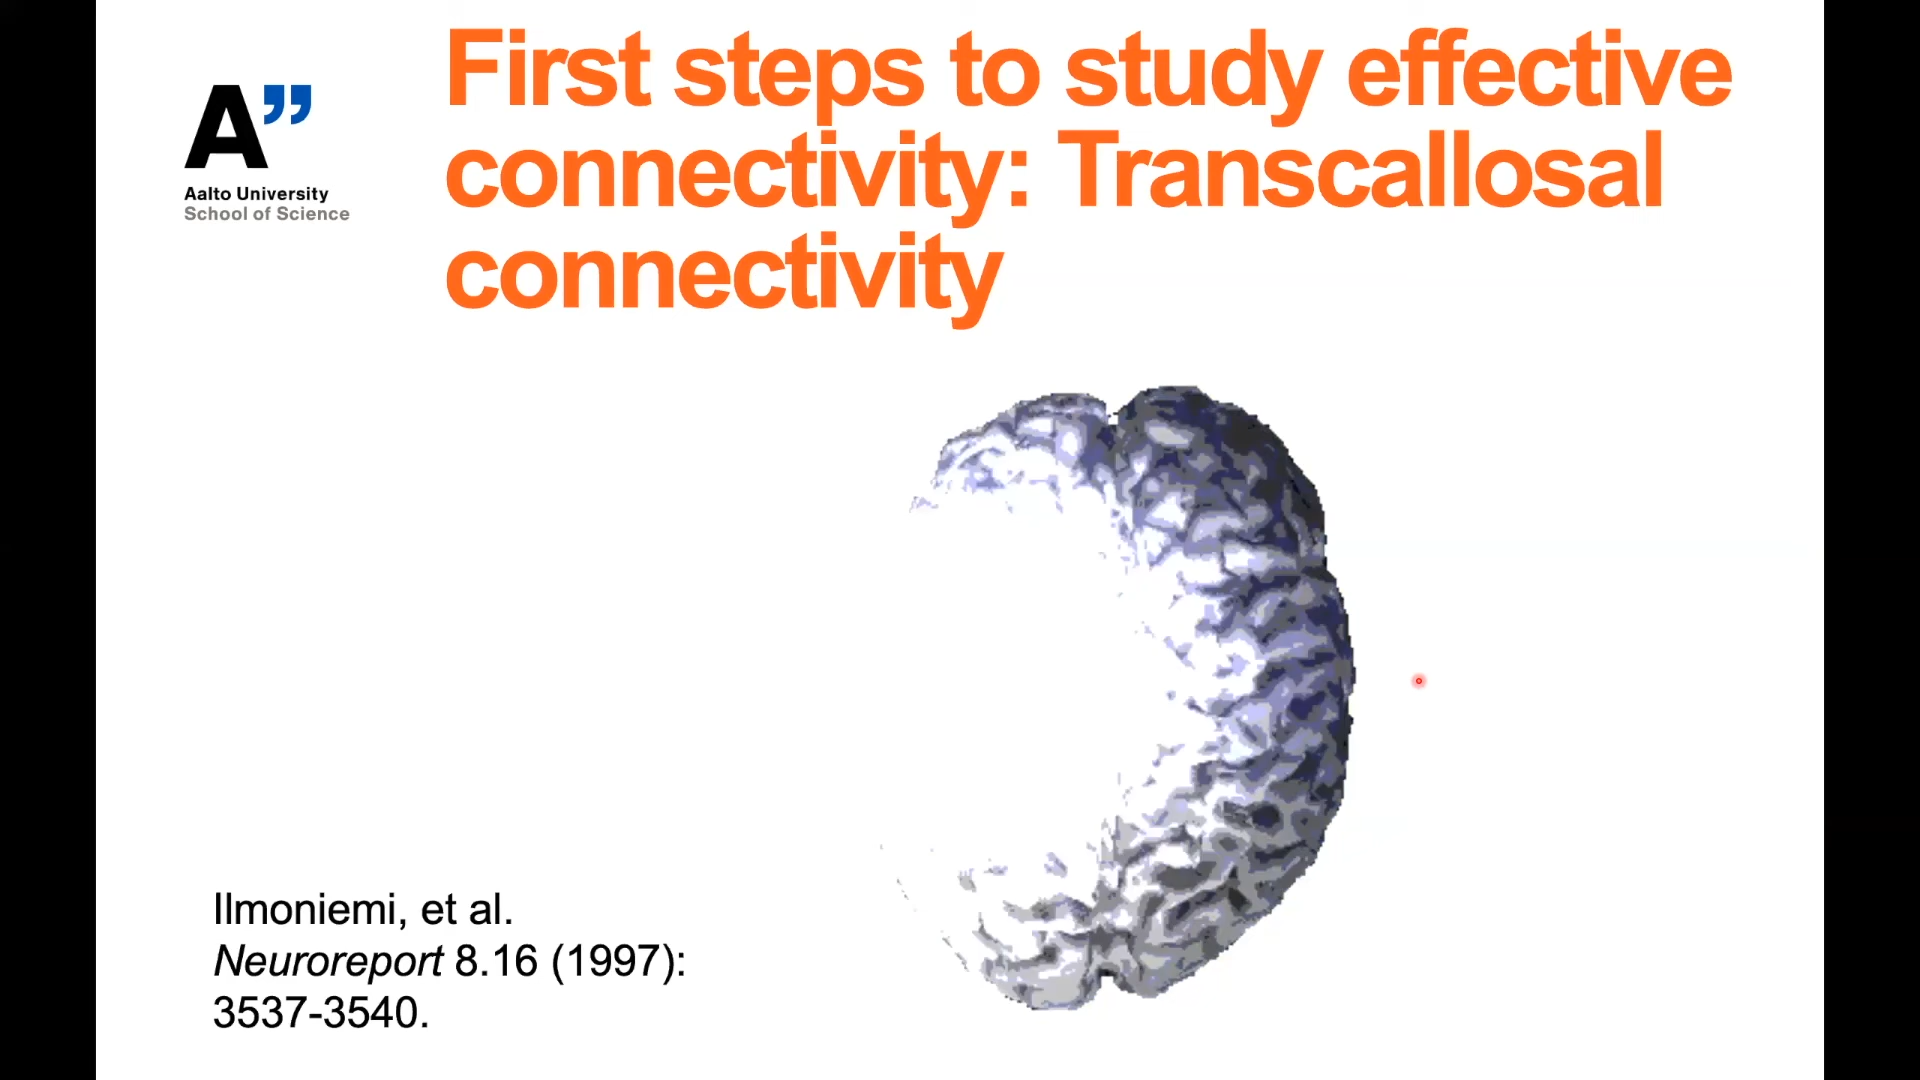 First steps to study effective
connectivity: Transcallosal
connectivity
A”
Aalto University
School of Science
Ilmoniemi, et al.
Neuroreport 8.16 (1997):
3537-3540.